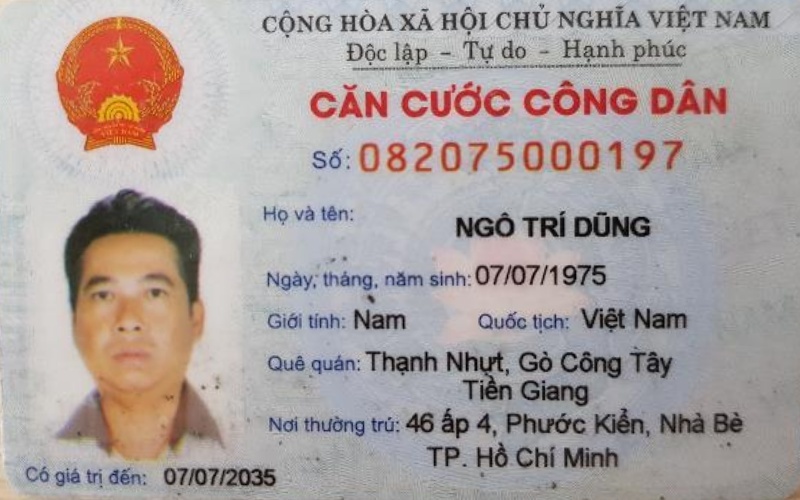 CỘNG HÒA XÃ HỘI CHỦ NGHĨA VIỆT NAM
Độc lập – Tự do – Hạnh phúc
CĂN CƯỚC CÔNG DÂN
Số: 082075000197
Họ và tên: NGÔ TRÍ DŨNG
Ngày, tháng, năm sinh: 07/07/1975
Giới tính: Nam Quốc tịch: Việt Nam
Quê quán: Thạnh Nhựt, Gò Công Tây
Tiền Giang
Nơi thường trú: 46 ấp 4, Phước Kiển, Nhà Bè
TP. Hồ Chí Minh
Có giá trị đến: 07/07/2035